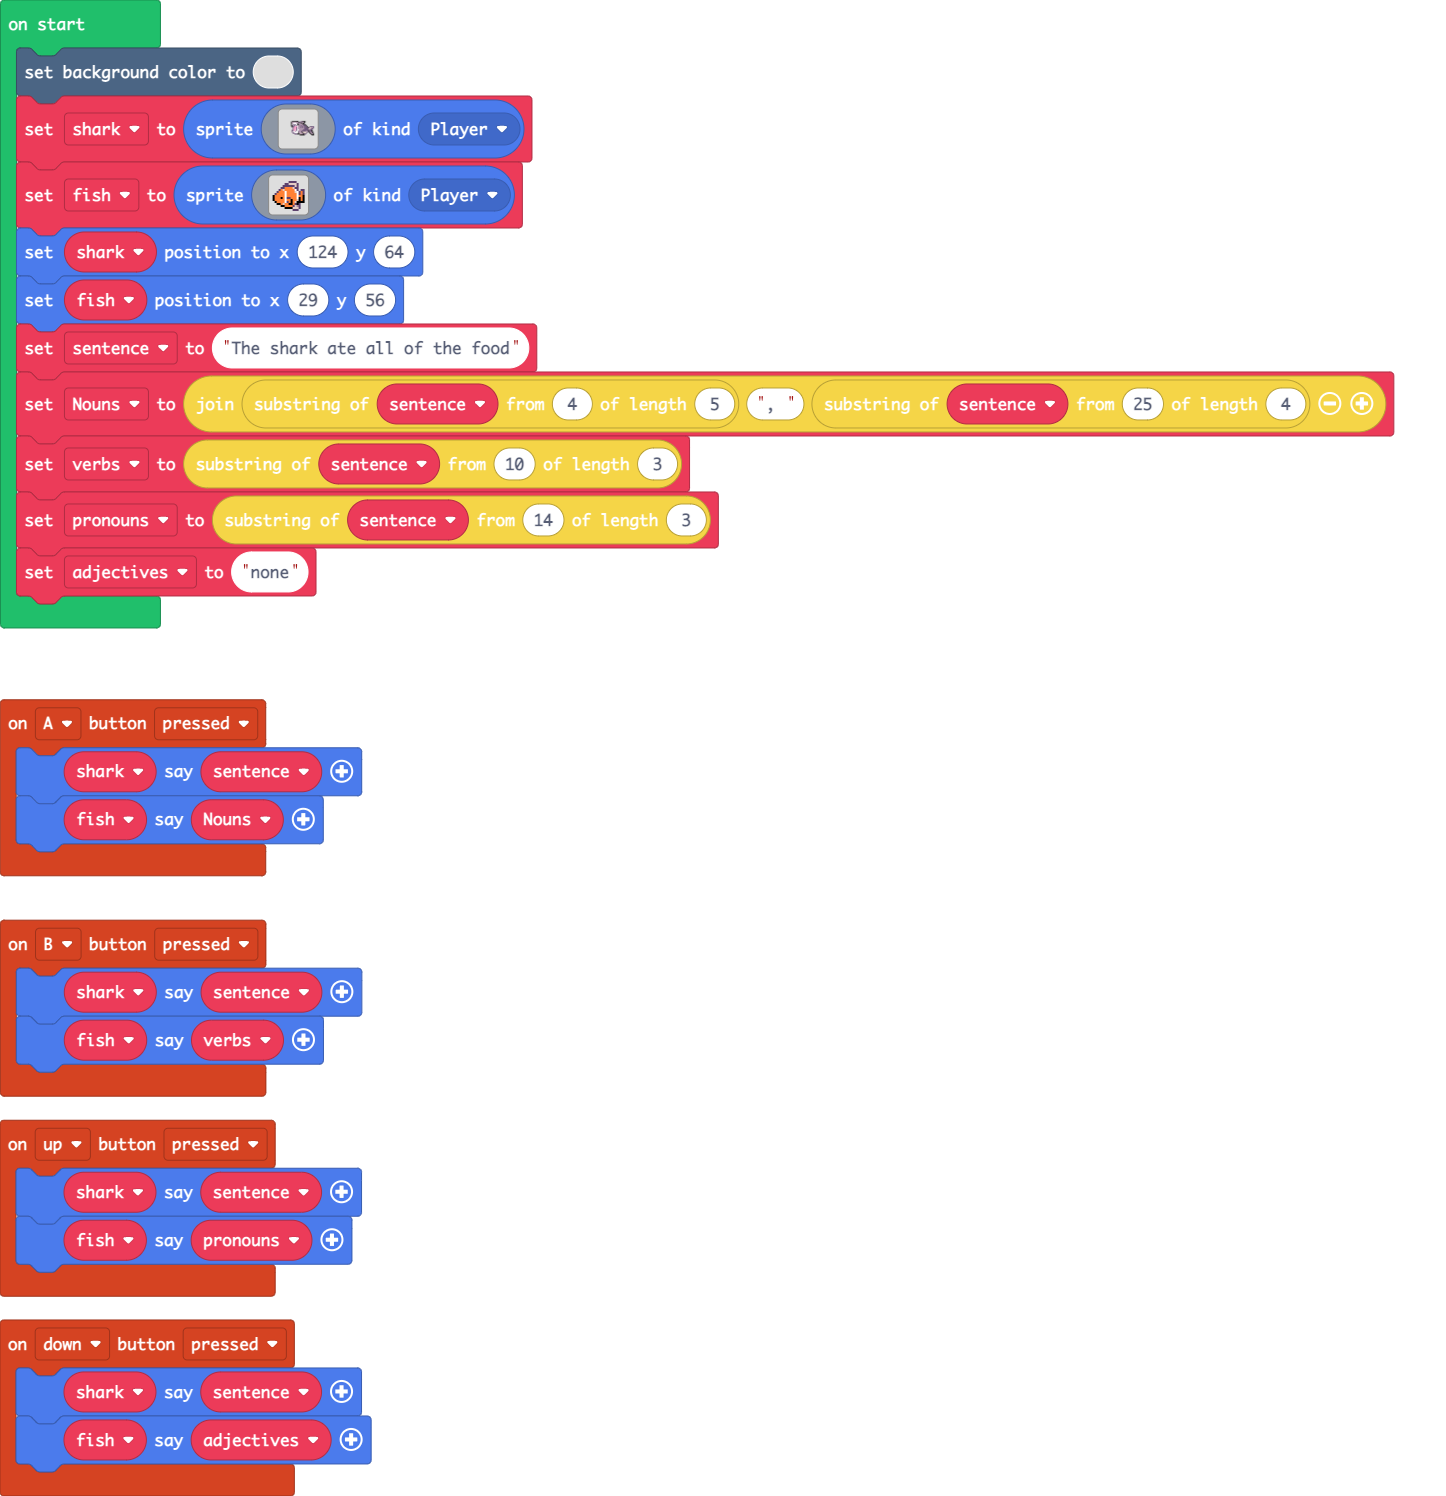 on start
set background color to
set shark to sprite of kind Player
set fish to sprite of kind Player
set shark position to x 124 y 64
set fish position to x 29 y 56
set sentence to "The shark ate all of the food"
set Nouns to join substring of sentence from 4 of length 5 ", " substring of sentence from 25 of length 4
set verbs to substring of sentence from 10 of length 3
set pronouns to substring of sentence from 14 of length 3
set adjectives to "none"
on A button pressed
shark say sentence
fish say Nouns
on B button pressed
shark say sentence
fish say verbs
on up button pressed
shark say sentence
fish say pronouns
on down button pressed
shark say sentence
fish say adjectives